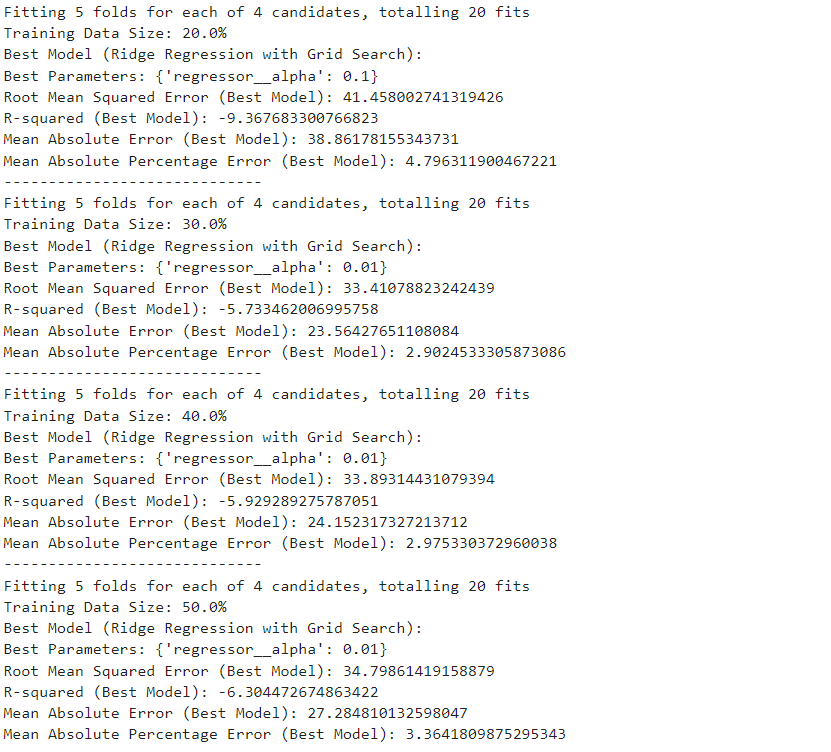 Fitting 5 folds for each of 4 candidates, totalling 20 fits
Training Data Size: 20.0%
Best Model (Ridge Regression with Grid Search):
Best Parameters: {'regressor__alpha': 0.1}
Root Mean Squared Error (Best Model): 41.458002741319426
R-squared (Best Model): -9.367683300766823
Mean Absolute Error (Best Model): 38.86178155343731
Mean Absolute Percentage Error (Best Model): 4.796311900467221
-----------------------------
Fitting 5 folds for each of 4 candidates, totalling 20 fits
Training Data Size: 30.0%
Best Model (Ridge Regression with Grid Search):
Best Parameters: {'regressor__alpha': 0.01}
Root Mean Squared Error (Best Model): 33.41078823242439
R-squared (Best Model): -5.733462006995758
Mean Absolute Error (Best Model): 23.56427651108084
Mean Absolute Percentage Error (Best Model): 2.9024533305873086
-----------------------------
Fitting 5 folds for each of 4 candidates, totalling 20 fits
Training Data Size: 40.0%
Best Model (Ridge Regression with Grid Search):
Best Parameters: {'regressor__alpha': 0.01}
Root Mean Squared Error (Best Model): 33.89314431079394
R-squared (Best Model): -5.929289275787051
Mean Absolute Error (Best Model): 24.152317327213712
Mean Absolute Percentage Error (Best Model): 2.975330372960038
-----------------------------
Fitting 5 folds for each of 4 candidates, totalling 20 fits
Training Data Size: 50.0%
Best Model (Ridge Regression with Grid Search):
Best Parameters: {'regressor__alpha': 0.01}
Root Mean Squared Error (Best Model): 34.79861419158879
R-squared (Best Model): -6.304472674863422
Mean Absolute Error (Best Model): 27.284810132598047
Mean Absolute Percentage Error (Best Model): 3.3641809875295343